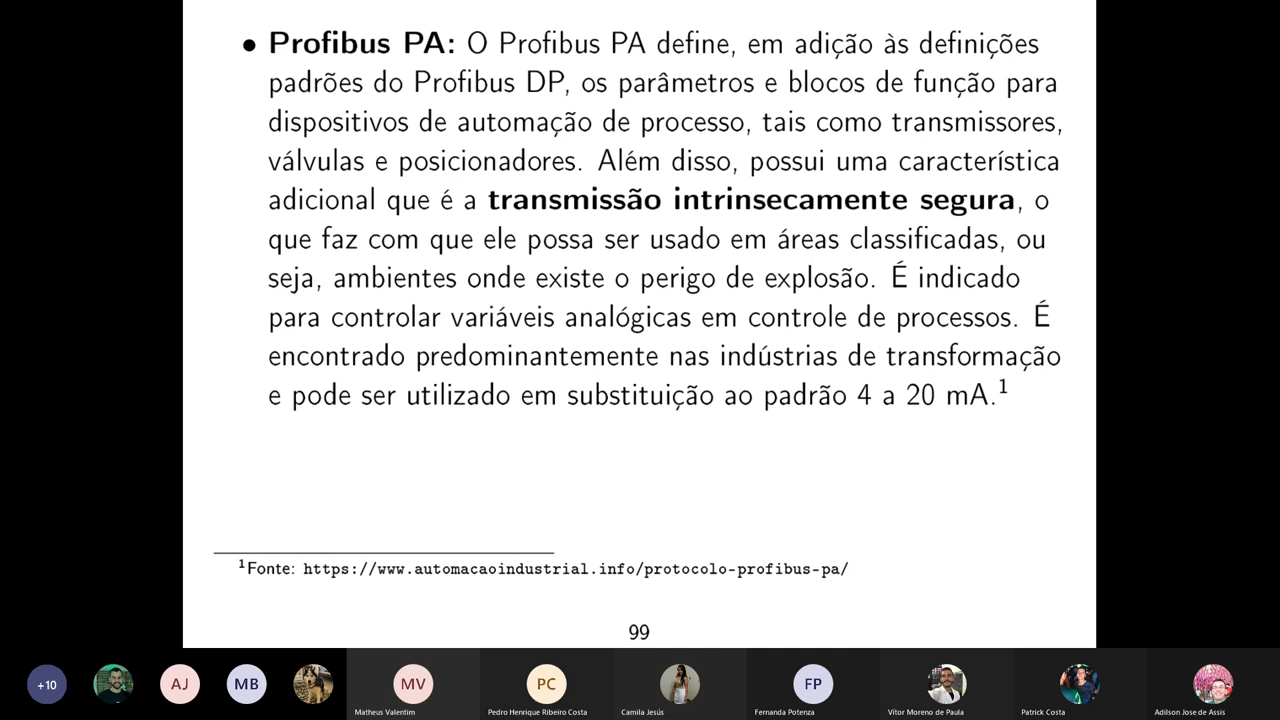 • Profibus PA: O Profibus PA define, em adição às definições
padrões do Profibus DP, os parâmetros e blocos de função para
dispositivos de automação de processo, tais como transmissores,
válvulas e posicionadores. Além disso, possui uma característica
adicional que é a transmissão intrinsecamente segura, o
que faz com que ele possa ser usado em áreas classificadas, ou
seja, ambientes onde existe o perigo de explosão. É indicado
para controlar variáveis analógicas em controle de processos. É
encontrado predominantemente nas indústrias de transformação
e pode ser utilizado em substituição ao padrão 4 a 20 mA.¹
¹Fonte: https://www.automacaoindustrial.info/protocolo-profibus-pa/
99
+10
AJ
MB
MV
PC
FP
Matheus Valentim
Pedro Henrique Ribeiro Costa
Camila Jesús
Fernanda Potenza
Vítor Moreno de Paula
Patrick Costa
Adilson Jose de Assis